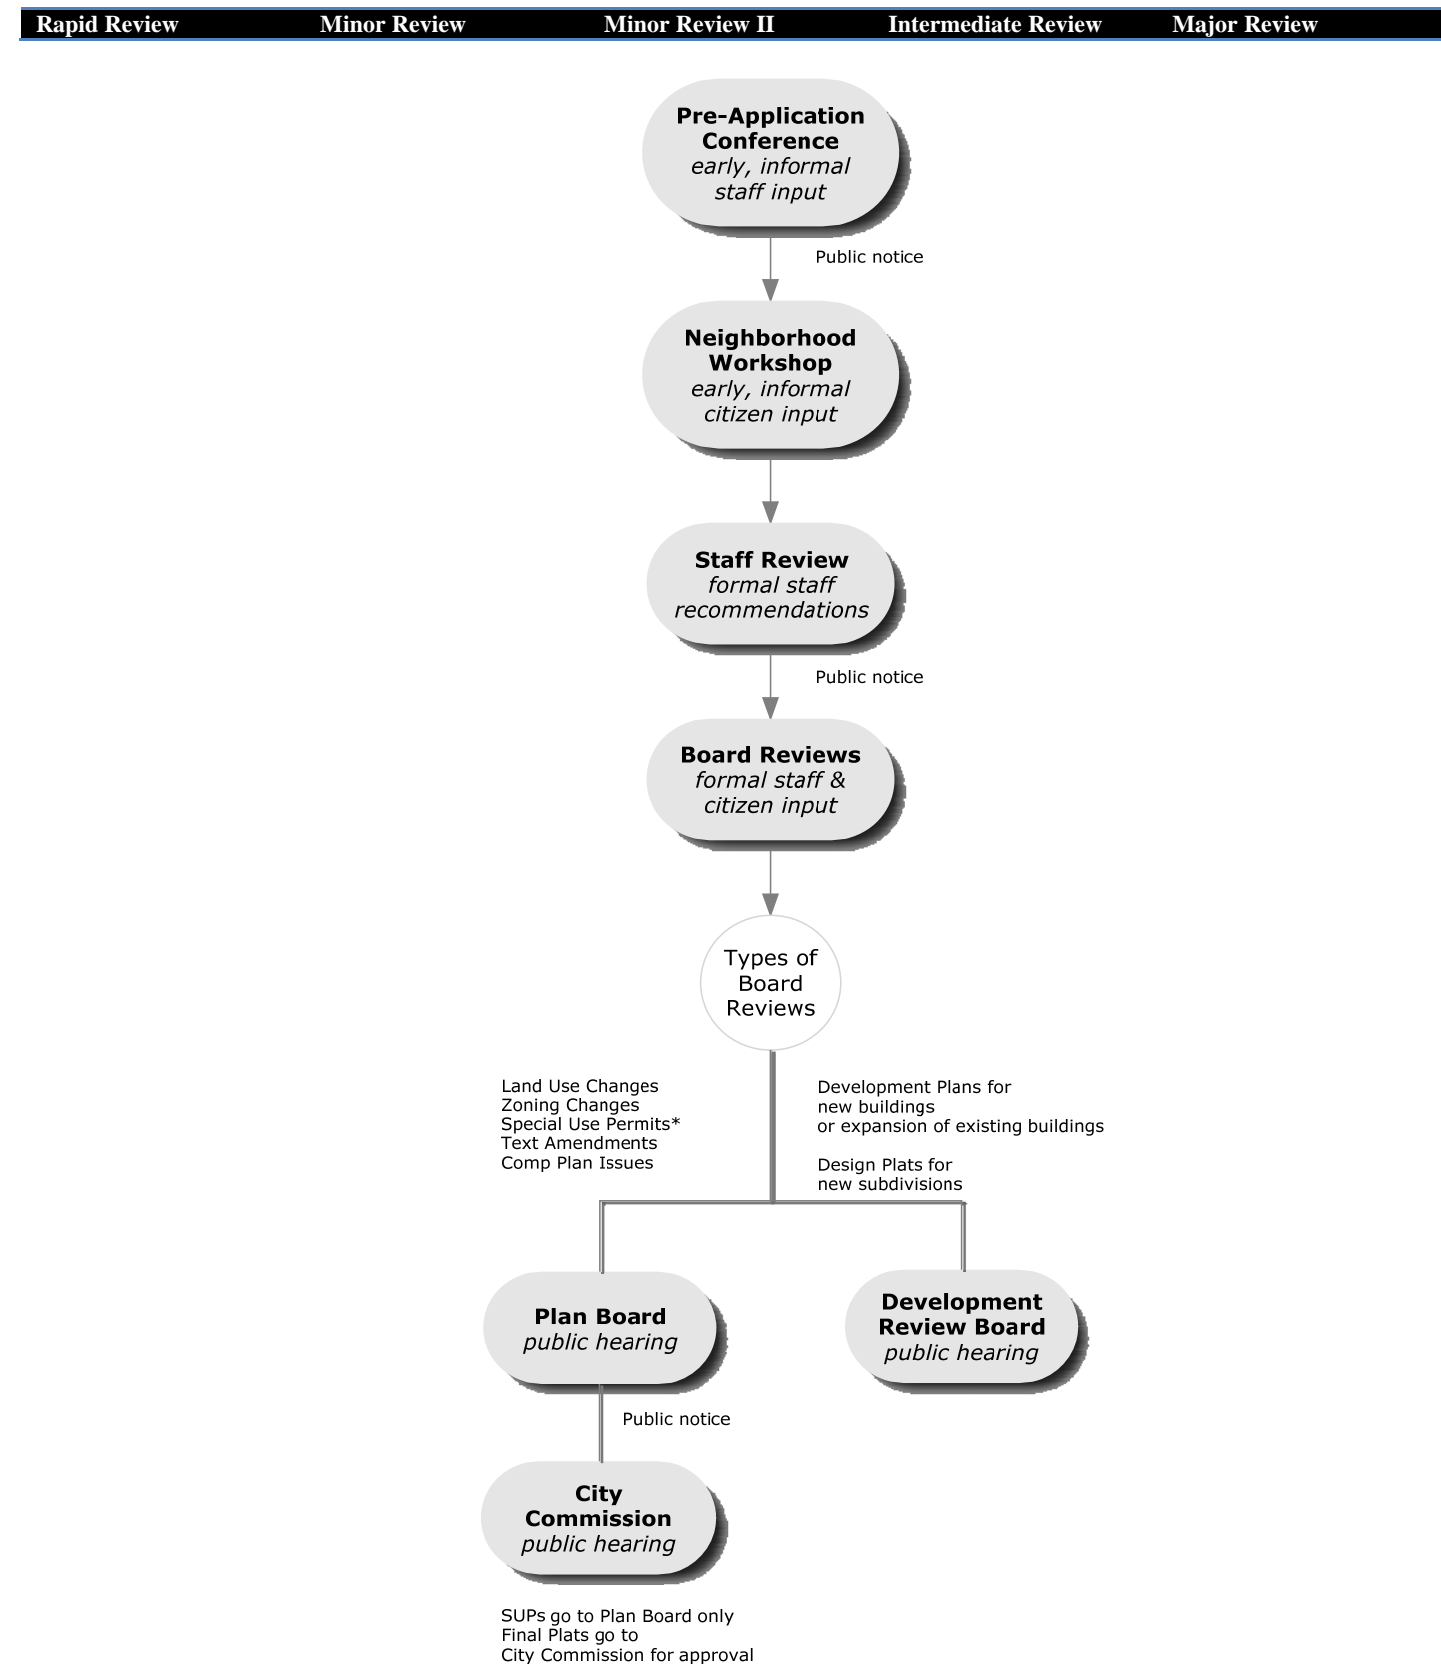 Rapid Review Minor Review Minor Review II Intermediate Review Major Review
Pre-Application
Conference
early, informal
staff input
Public notice
Neighborhood
Workshop
early, informal
citizen input
Staff Review
formal staff
recommendations
Public notice
Board Reviews
formal staff &
citizen input
Types of
Board
Reviews
Land Use Changes
Zoning Changes
Special Use Permits*
Text Amendments
Comp Plan Issues
Development Plans for
new buildings
or expansion of existing buildings
Design Plats for
new subdivisions
Plan Board
public hearing
Development
Review Board
public hearing
Public notice
City
Commission
public hearing
SUPs go to Plan Board only
Final Plats go to
City Commission for approval